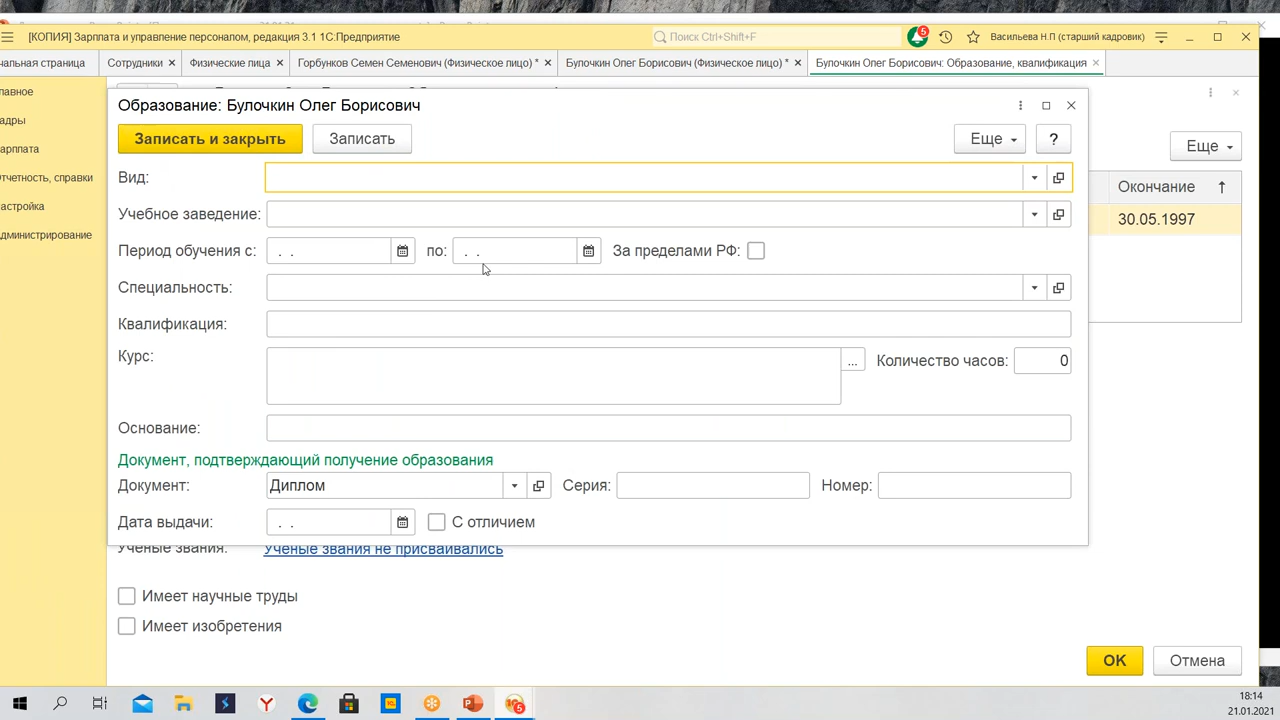 [КОПИЯ] Зарплата и управление персоналом, редакция 3.1 1С:Предприятие
Поиск Ctrl+Shift+F
5
Васильева Н.П (старший кадровик)
чальная страница
Сотрудники
Физические лица
Горбунков Семен Семенович (Физическое лицо) *
Булочкин Олег Борисович (Физическое лицо) *
Булочкин Олег Борисович: Образование, квалификация
лавное
адры
арплата
тчетность, справки
астройка
дминистрирование
Образование: Булочкин Олег Борисович
Записать и закрыть
Записать
Еще
?
Еще
Вид:
Окончание ↑
30.05.1997
Учебное заведение:
Период обучения с: . . по: . . За пределами РФ:
Специальность:
Квалификация:
Курс:
...
Количество часов: 0
Основание:
Документ, подтверждающий получение образования
Документ: Диплом Серия: Номер:
Дата выдачи: . . С отличием
Ученые звания: Ученые звания не присваивались
Имеет научные труды
Имеет изобретения
OK
Отмена
18:14
21.01.2021